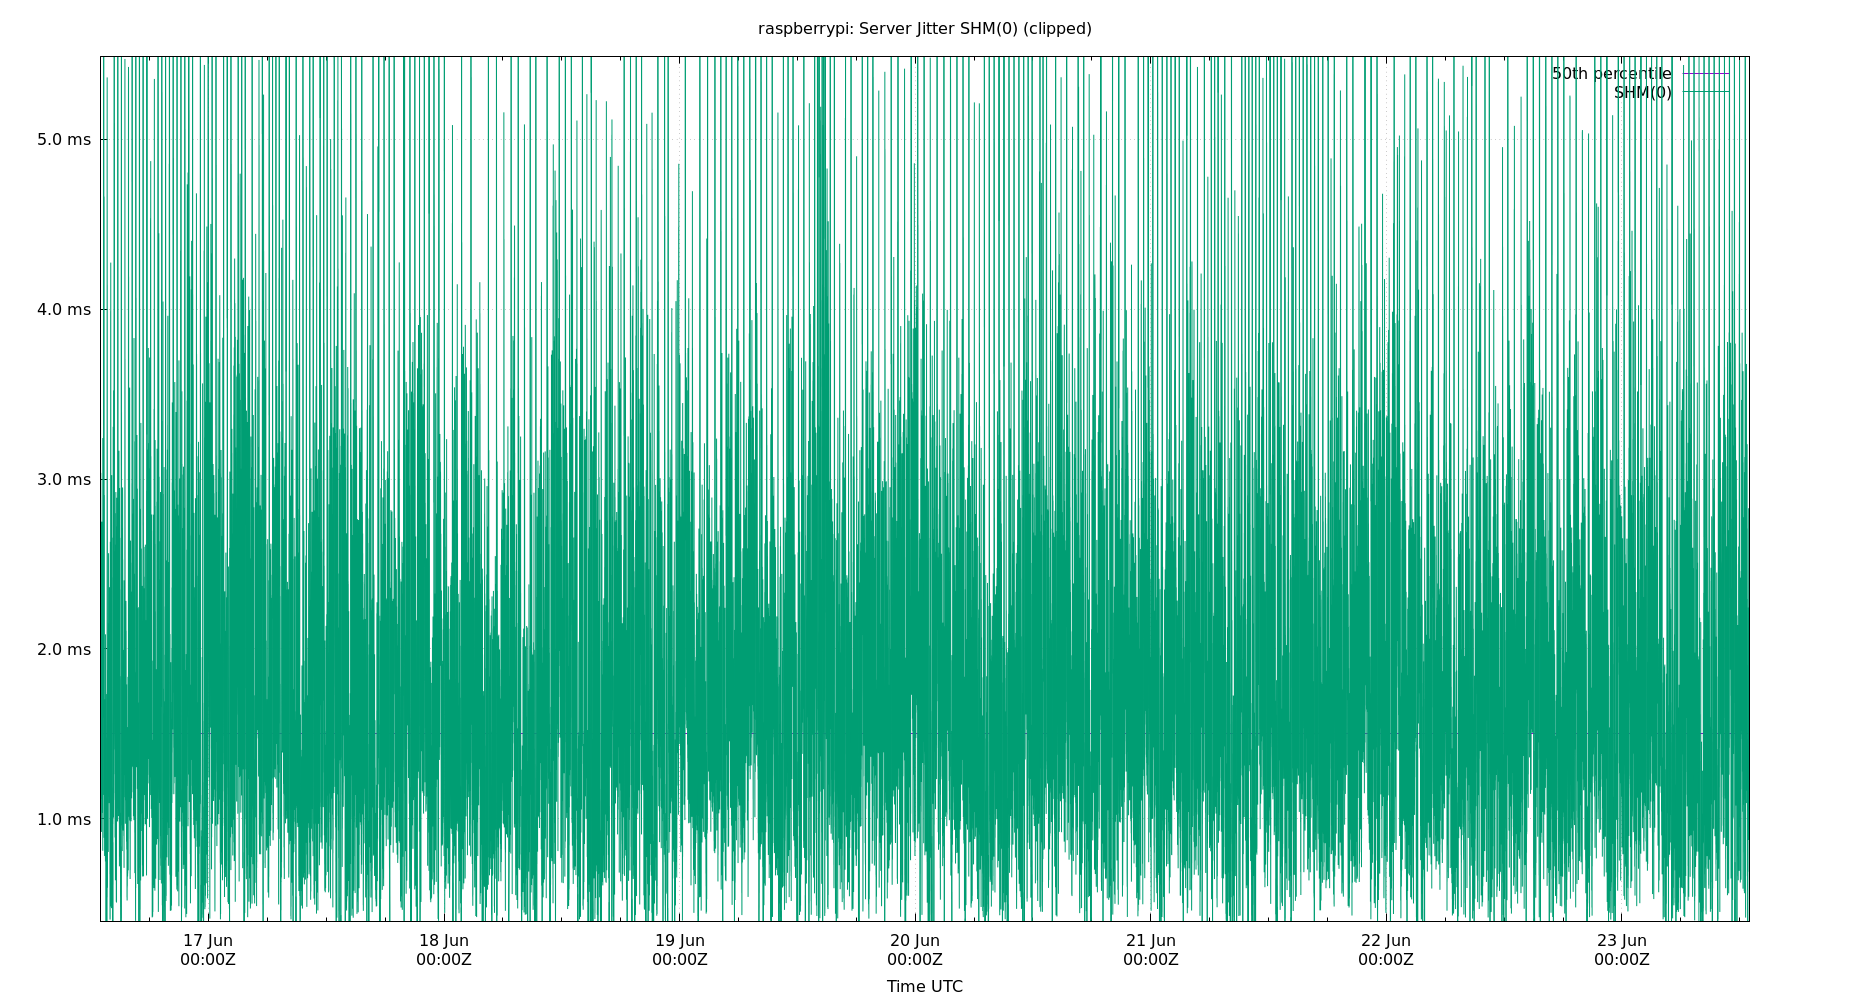 raspberrypi: Server Jitter SHM(0) (clipped)
50th percentile
SHM(0)
5.0 ms
4.0 ms
3.0 ms
2.0 ms
1.0 ms
17 Jun 18 Jun 19 Jun 20 Jun 21 Jun 22 Jun 23 Jun
00:00Z 00:00Z 00:00Z 00:00Z 00:00Z 00:00Z 00:00Z
Time UTC